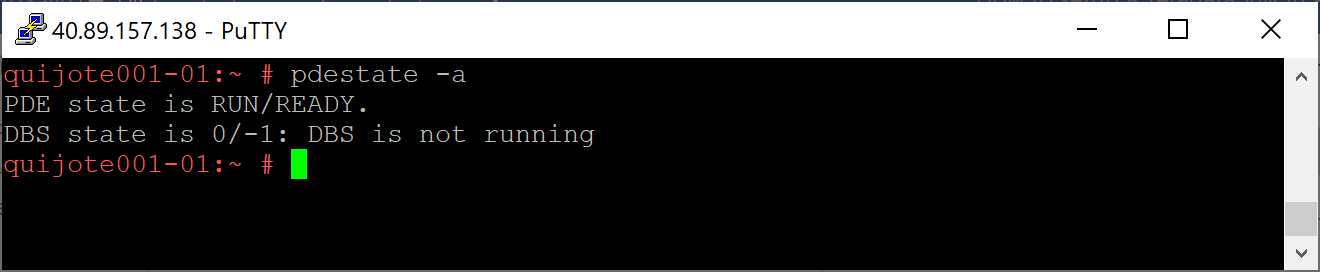 40.89.157.138 - PuTTY
quijote001-01:~ # pdestate -a
PDE state is RUN/READY.
DBS state is 0/-1: DBS is not running
quijote001-01:~ #